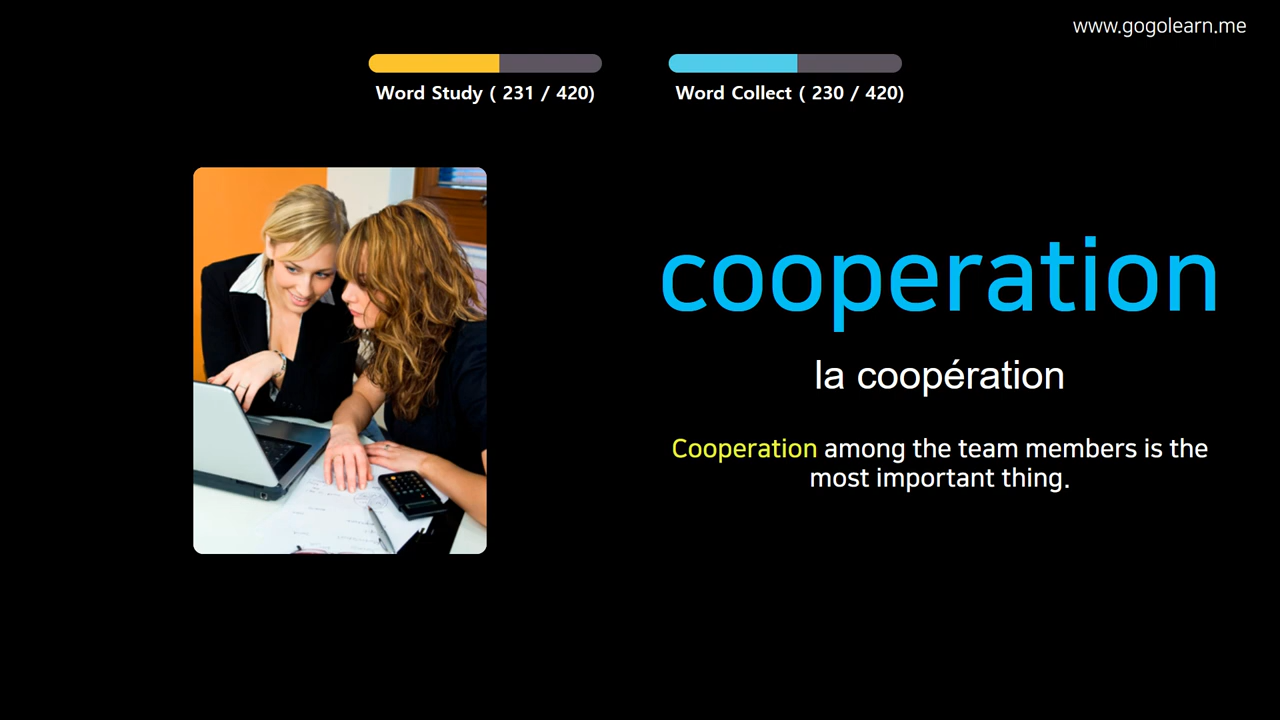 www.gogolearn.me
Word Study ( 231 / 420)
Word Collect ( 230 / 420)
cooperation
la coopération
Cooperation among the team members is the
most important thing.